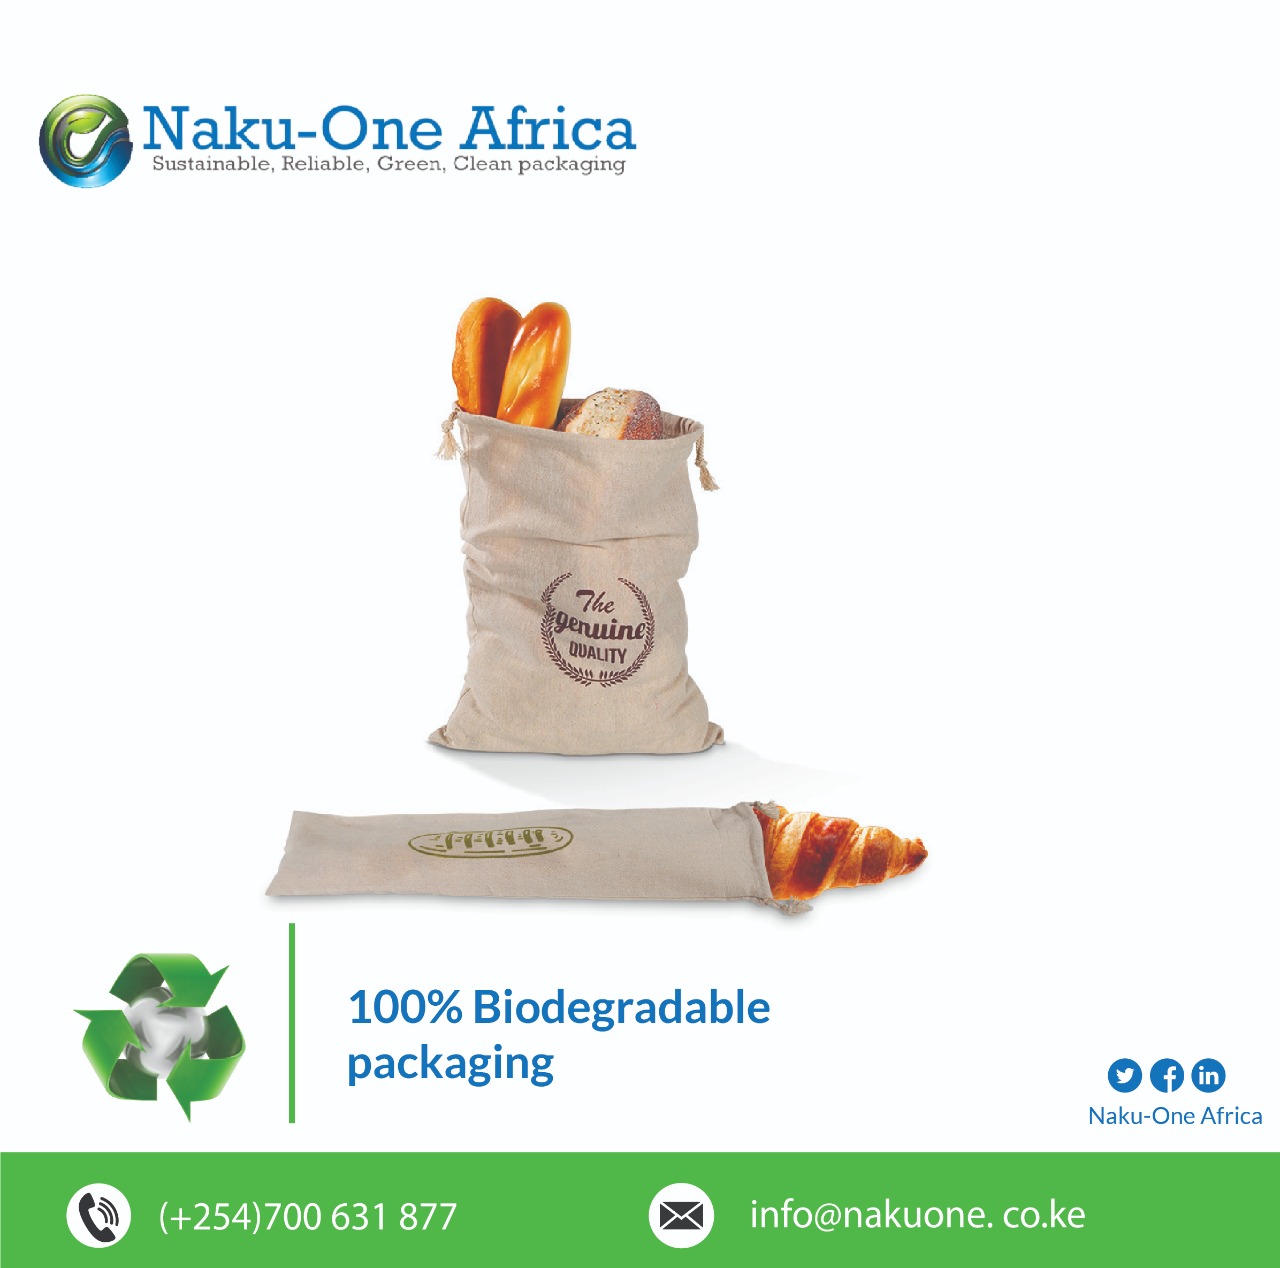 Naku-One Africa
Sustainable, Reliable, Green, Clean packaging
The
genuine
QUALITY
100% Biodegradable
packaging
Naku-One Africa
(+254)700 631 877
info@nakuone. co.ke